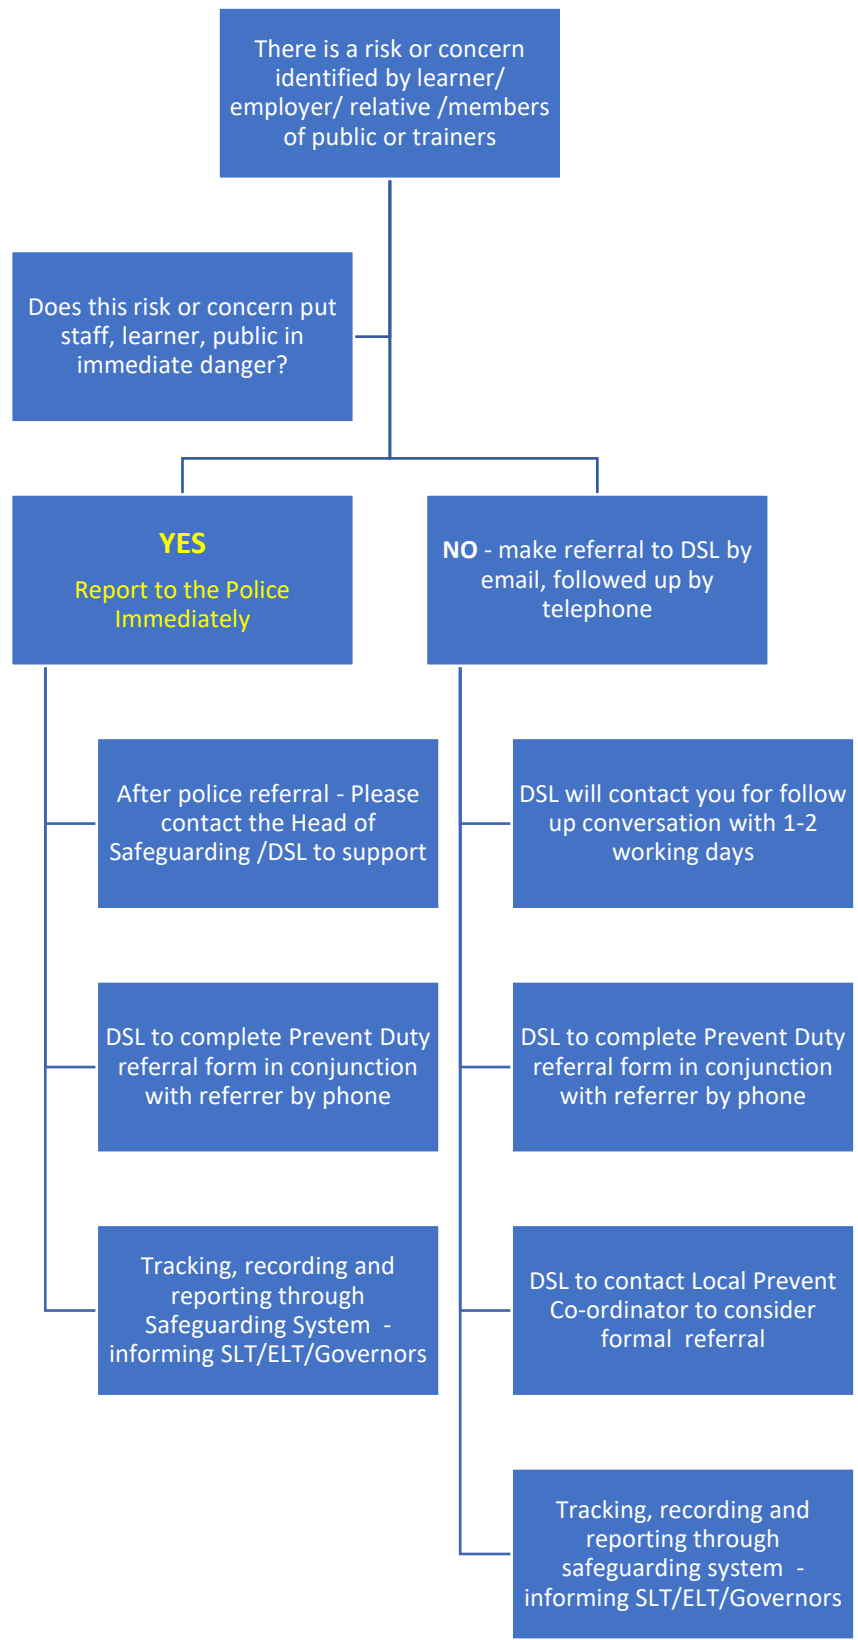 There is a risk or concern
identified by learner/
employer/ relative /members
of public or trainers
Does this risk or concern put
staff, learner, public in
immediate danger?
YES
Report to the Police
Immediately
NO - make referral to DSL by
email, followed up by
telephone
After police referral - Please
contact the Head of
Safeguarding /DSL to support
DSL will contact you for follow
up conversation with 1-2
working days
DSL to complete Prevent Duty
referral form in conjunction
with referrer by phone
DSL to complete Prevent Duty
referral form in conjunction
with referrer by phone
Tracking, recording and
reporting through
Safeguarding System  -
informing SLT/ELT/Governors
DSL to contact Local Prevent
Co-ordinator to consider
formal  referral
Tracking, recording and
reporting through
safeguarding system  -
informing SLT/ELT/Governors